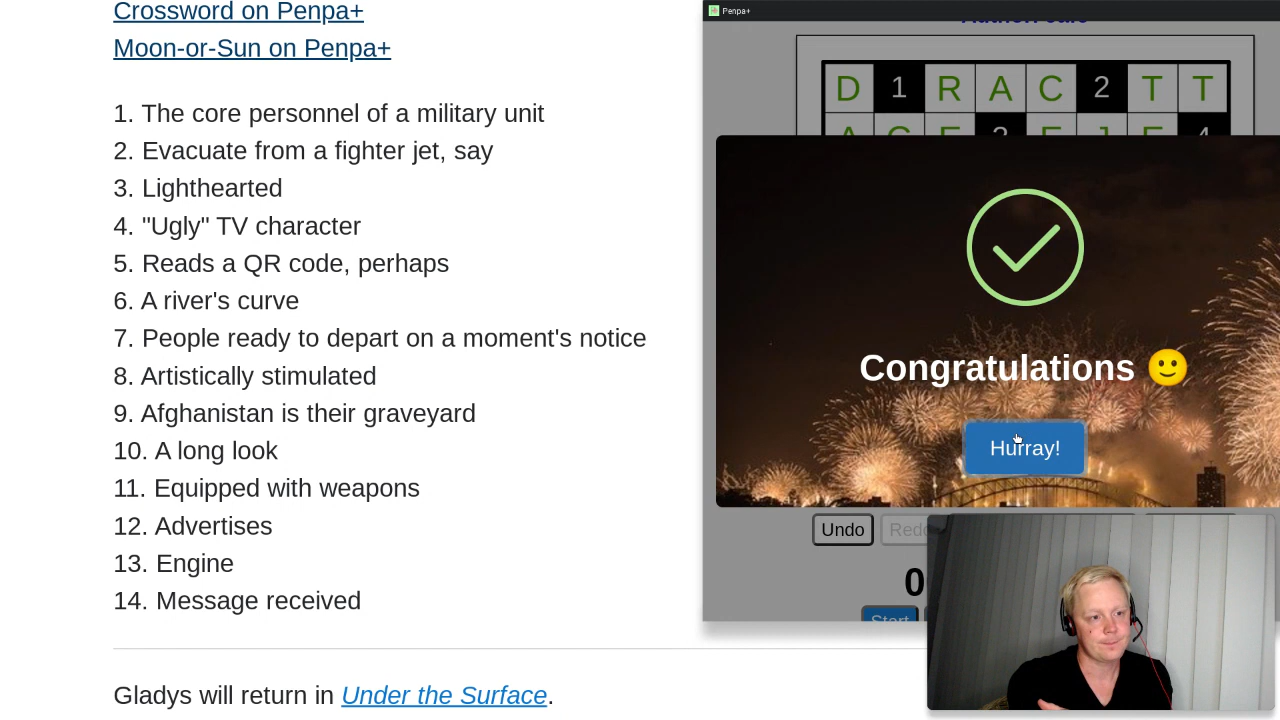 Crossword on Penpa+
Moon-or-Sun on Penpa+
1. The core personnel of a military unit
2. Evacuate from a fighter jet, say
3. Lighthearted
4. "Ugly" TV character
5. Reads a QR code, perhaps
6. A river's curve
7. People ready to depart on a moment's notice
8. Artistically stimulated
9. Afghanistan is their graveyard
10. A long look
11. Equipped with weapons
12. Advertises
13. Engine
14. Message received
Gladys will return in Under the Surface.
Penpa+
D 1 R A C 2 T T
Congratulations 🙂
Hurray!
Undo
0
Start